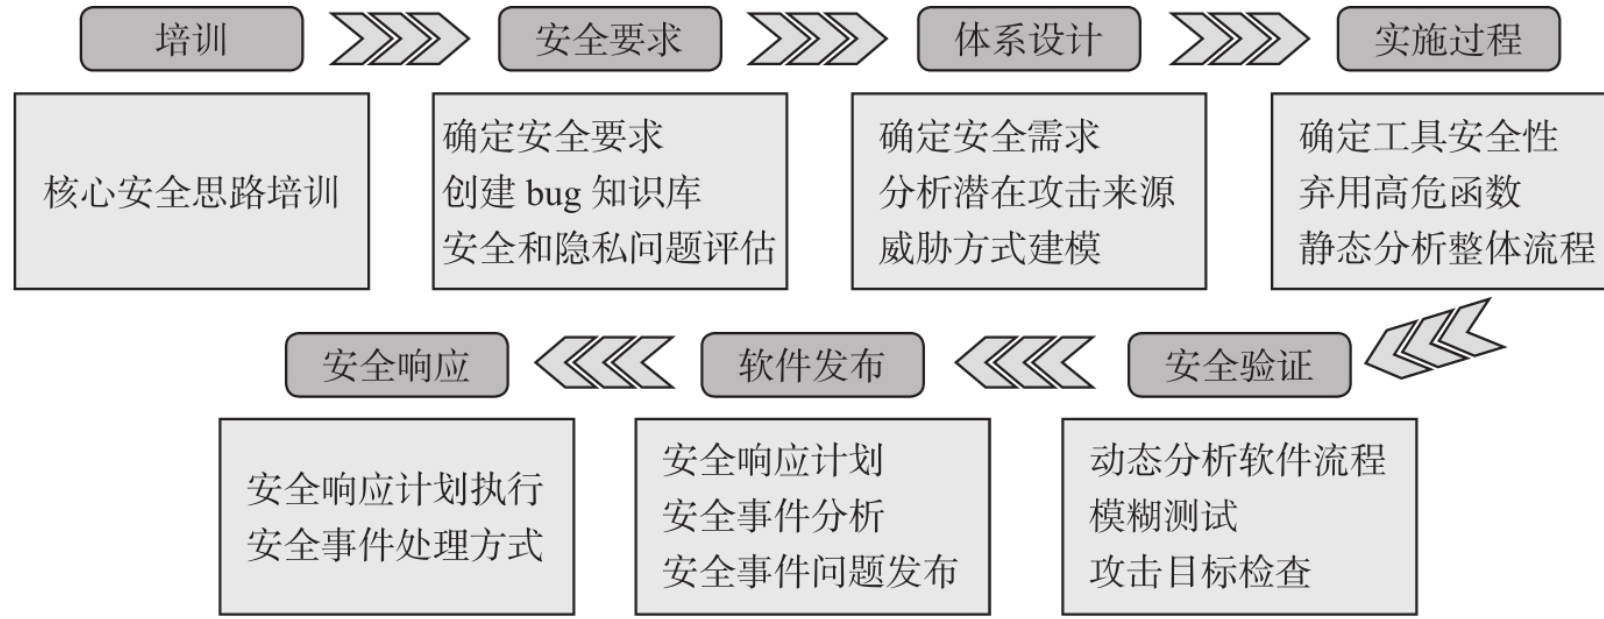 培训
安全要求
体系设计
实施过程
核心安全思路培训
确定安全要求
创建 bug 知识库
安全和隐私问题评估
确定安全需求
分析潜在攻击来源
威胁方式建模
确定工具安全性
弃用高危函数
静态分析整体流程
安全验证
软件发布
安全响应
动态分析软件流程
模糊测试
攻击目标检查
安全响应计划
安全事件分析
安全事件问题发布
安全响应计划执行
安全事件处理方式